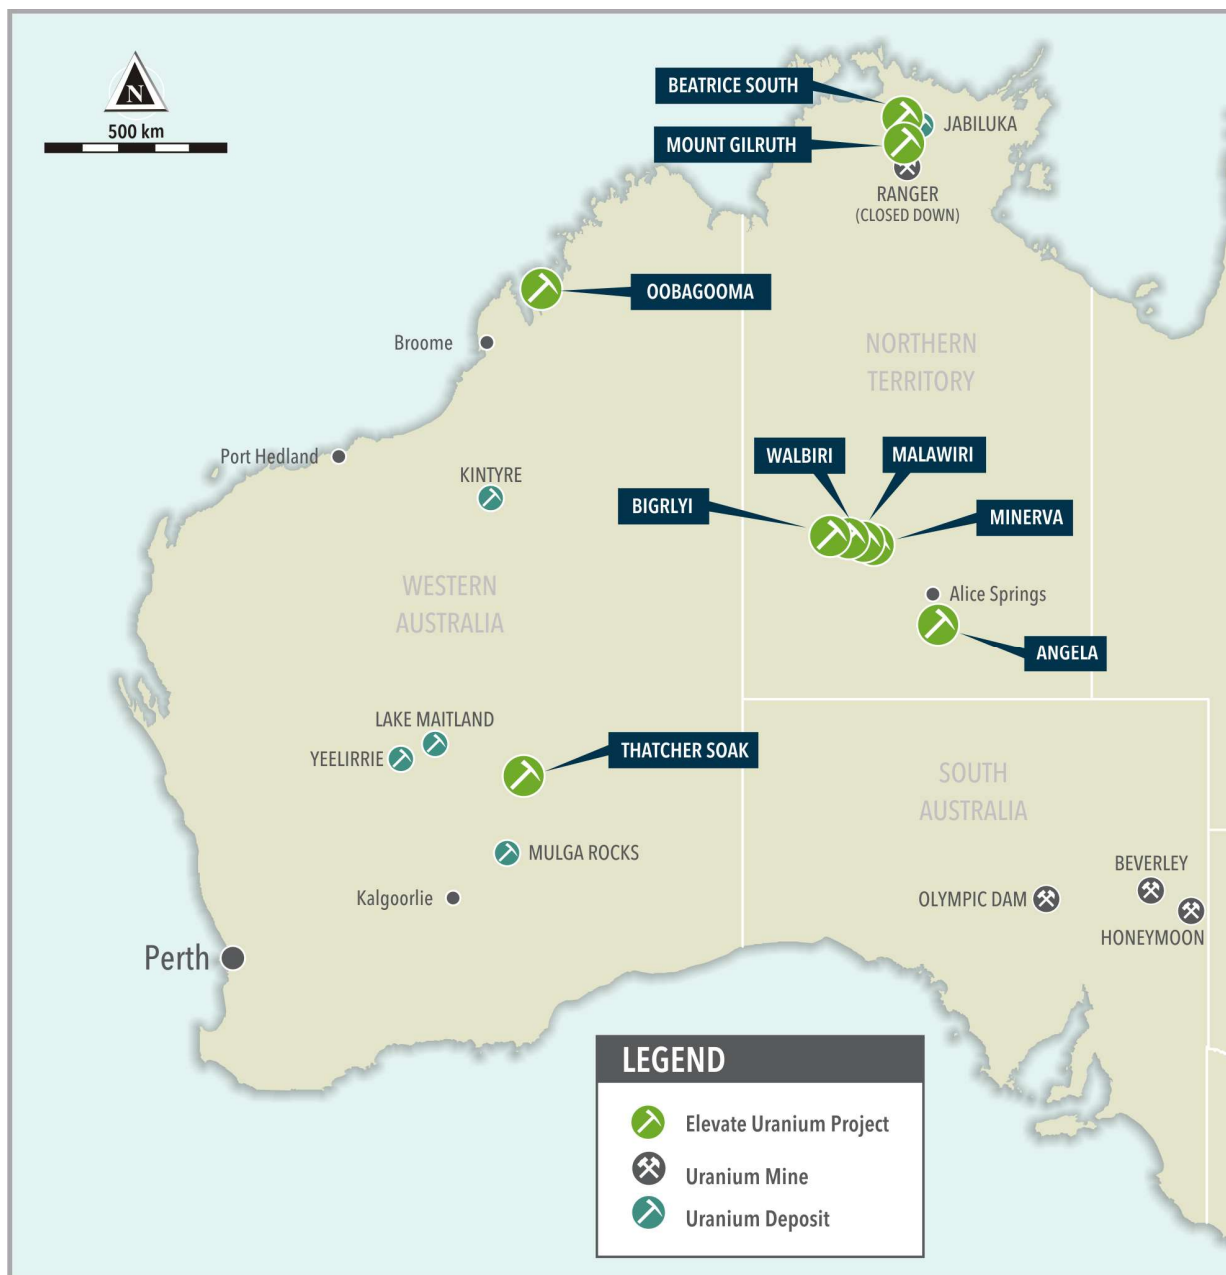 N
500 km
BEATRICE SOUTH
MOUNT GILRUTH
JABILUKA
RANGER
(CLOSED DOWN)
OOBAGOOMA
Broome
NORTHERN
TERRITORY
Port Hedland
KINTYRE
WALBIRI
MALAWIRI
BIGRLYI
MINERVA
WESTERN
AUSTRALIA
Alice Springs
ANGELA
LAKE MAITLAND
YEELIRRIE
THATCHER SOAK
SOUTH
AUSTRALIA
MULGA ROCKS
Kalgoorlie
BEVERLEY
OLYMPIC DAM
HONEYMOON
Perth
LEGEND
Elevate Uranium Project
Uranium Mine
Uranium Deposit